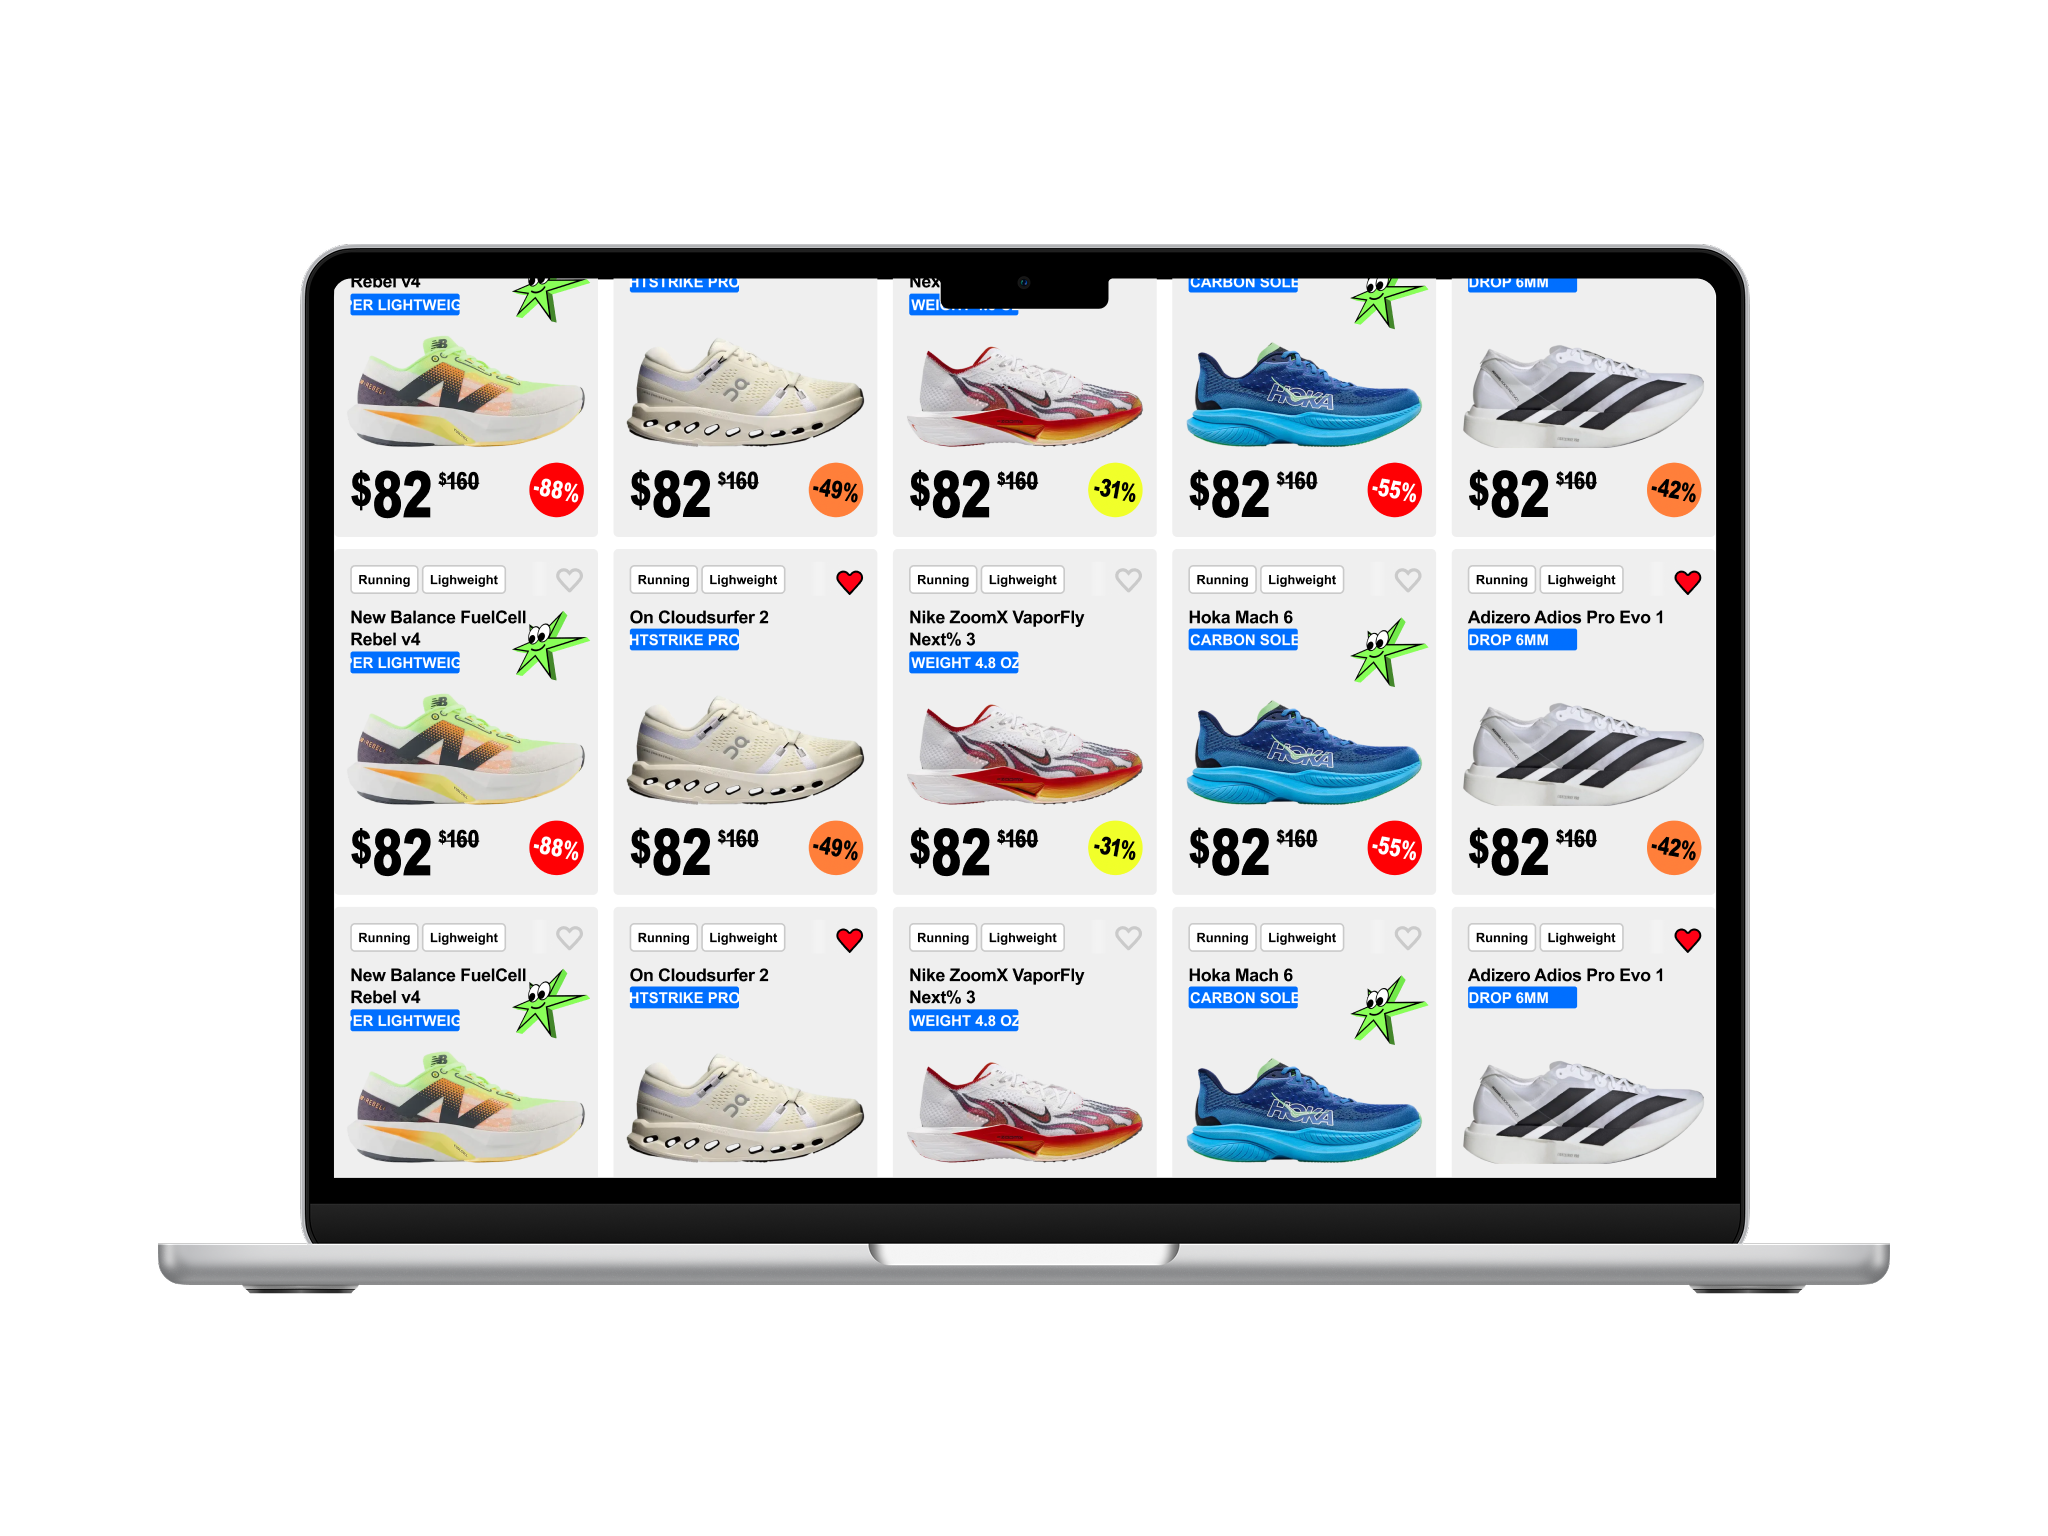 Rebel v4
PER LIGHTWEIG
HTSTRIKE PRO
Nex
CARBON SOLE
DROP 6MM
HOKA
$82 $160 -88%
$82 $160 -49%
$82 $160 -31%
$82 $160 -55%
$82 $160 -42%
Running Lighweight
New Balance FuelCell
Rebel v4
PER LIGHTWEIG
Running Lighweight
On Cloudsurfer 2
HTSTRIKE PRO
Running Lighweight
Nike ZoomX VaporFly
Next% 3
WEIGHT 4.8 OZ
Running Lighweight
Hoka Mach 6
CARBON SOLE
Running Lighweight
Adizero Adios Pro Evo 1
DROP 6MM
HOKA
$82 $160 -88%
$82 $160 -49%
$82 $160 -31%
$82 $160 -55%
$82 $160 -42%
Running Lighweight
New Balance FuelCell
Rebel v4
PER LIGHTWEIG
Running Lighweight
On Cloudsurfer 2
HTSTRIKE PRO
Running Lighweight
Nike ZoomX VaporFly
Next% 3
WEIGHT 4.8 OZ
Running Lighweight
Hoka Mach 6
CARBON SOLE
Running Lighweight
Adizero Adios Pro Evo 1
DROP 6MM
HOKA